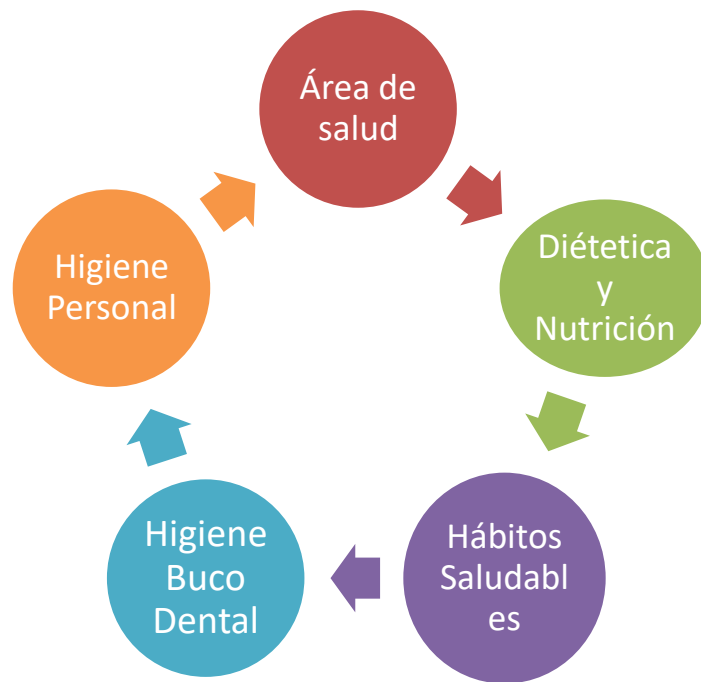 Área de
salud
Diétetica
y
Nutrición
Hábitos
Saludabl
es
Higiene
Buco
Dental
Higiene
Personal